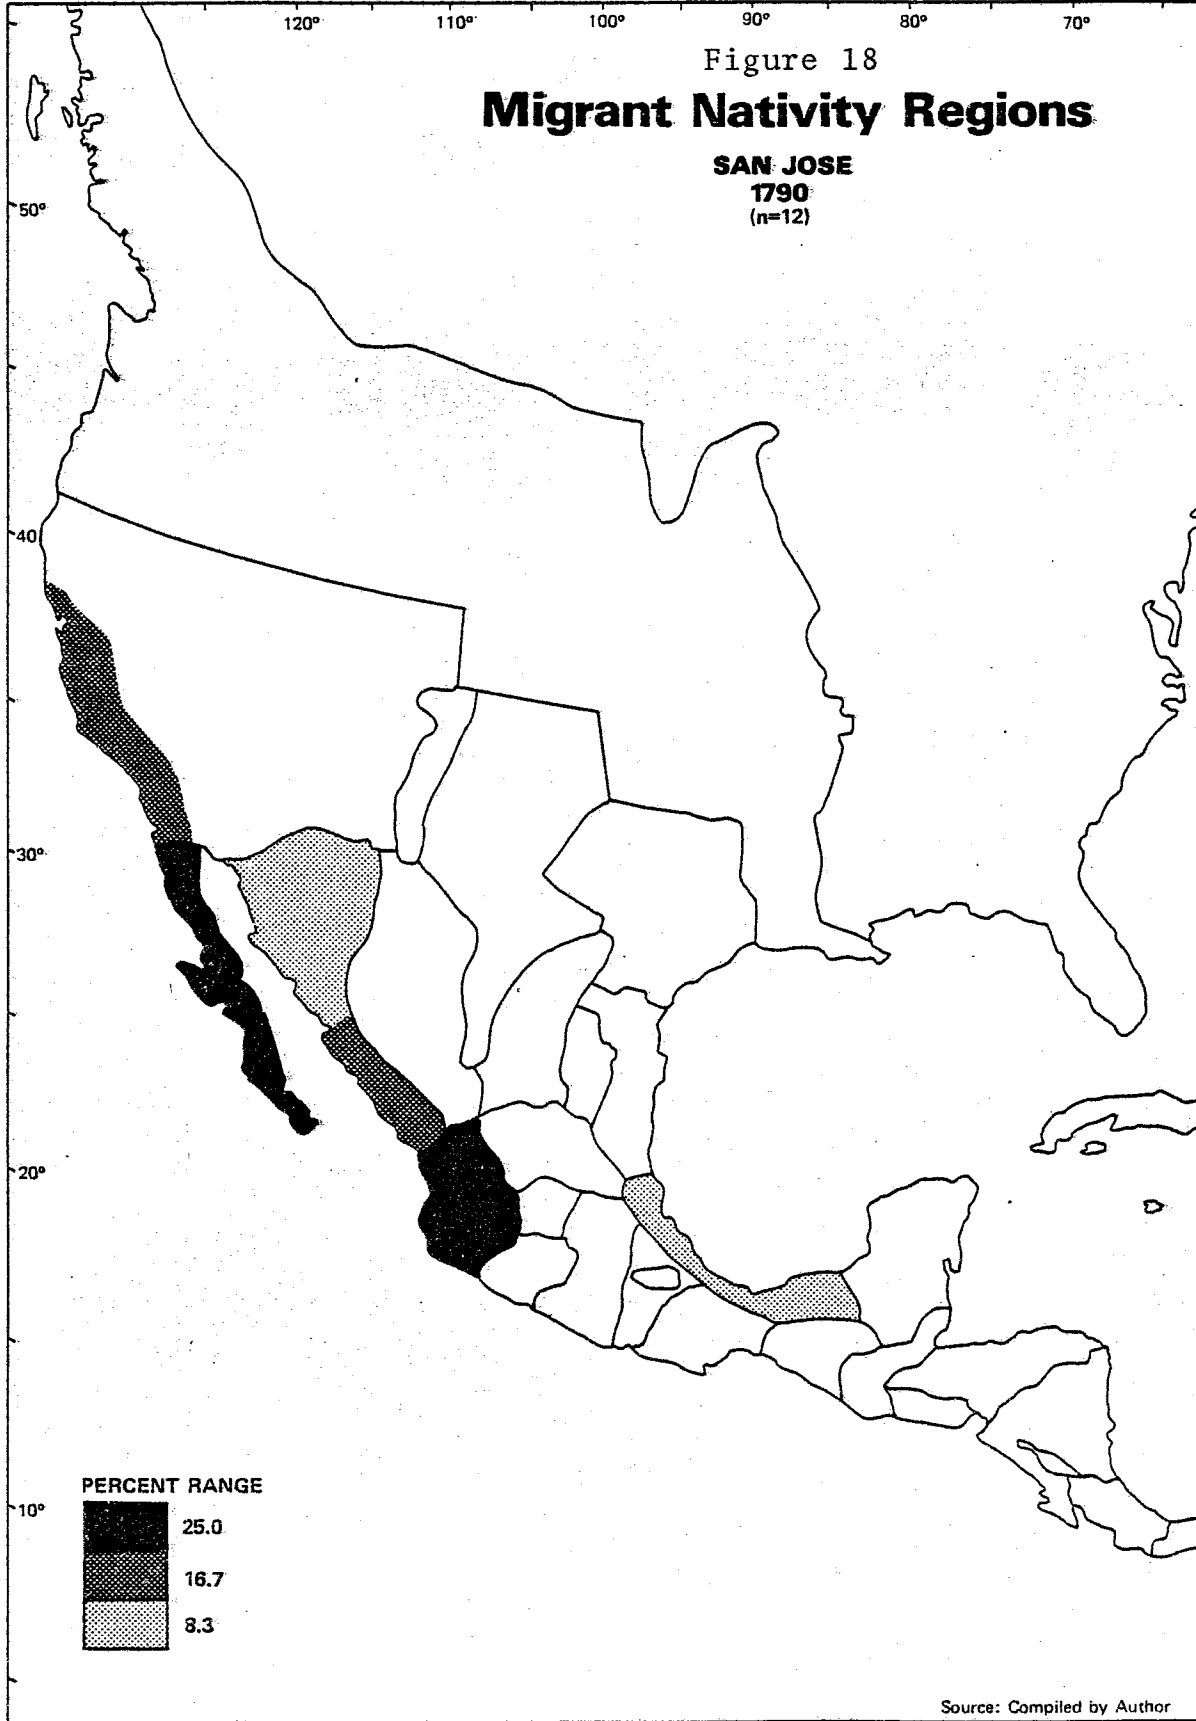 120° 110° 100° 90° 80° 70°
Figure 18
Migrant Nativity Regions
SAN JOSE
1790
(n=12)
50°
40
30°
20°
10°
PERCENT RANGE
25.0
16.7
8.3
Source: Compiled by Author